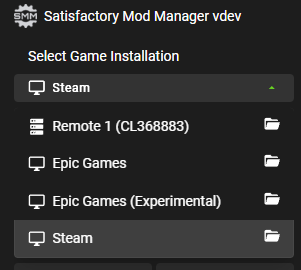 SMM
Satisfactory Mod Manager vdev
Select Game Installation
Steam
Remote 1 (CL368883)
Epic Games
Epic Games (Experimental)
Steam